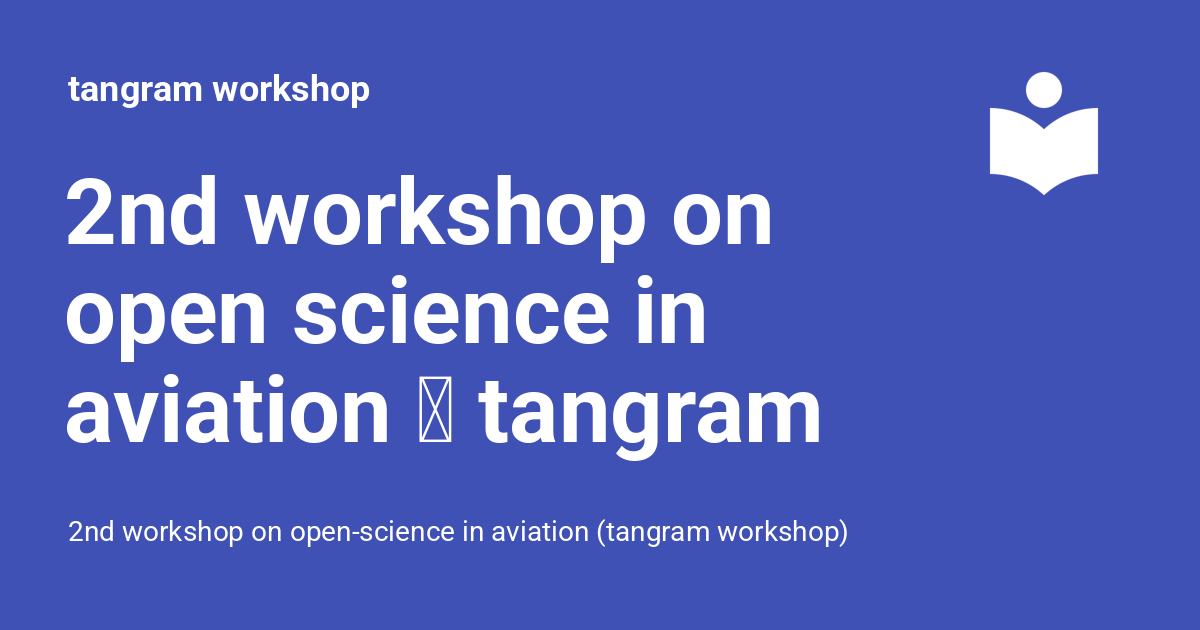 tangram workshop
2nd workshop on
open science in
aviation tangram
2nd workshop on open-science in aviation (tangram workshop)